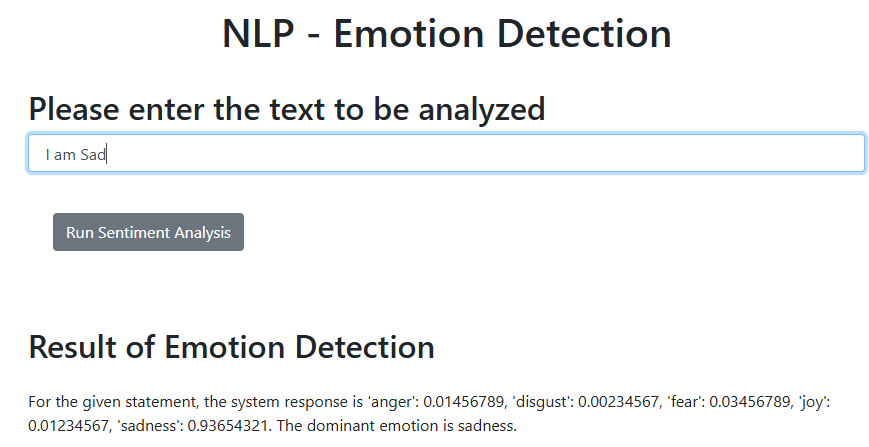 NLP - Emotion Detection
Please enter the text to be analyzed
I am Sad
Run Sentiment Analysis
Result of Emotion Detection
For the given statement, the system response is 'anger': 0.01456789, 'disgust': 0.00234567, 'fear': 0.03456789, 'joy':
0.01234567, 'sadness': 0.93654321. The dominant emotion is sadness.